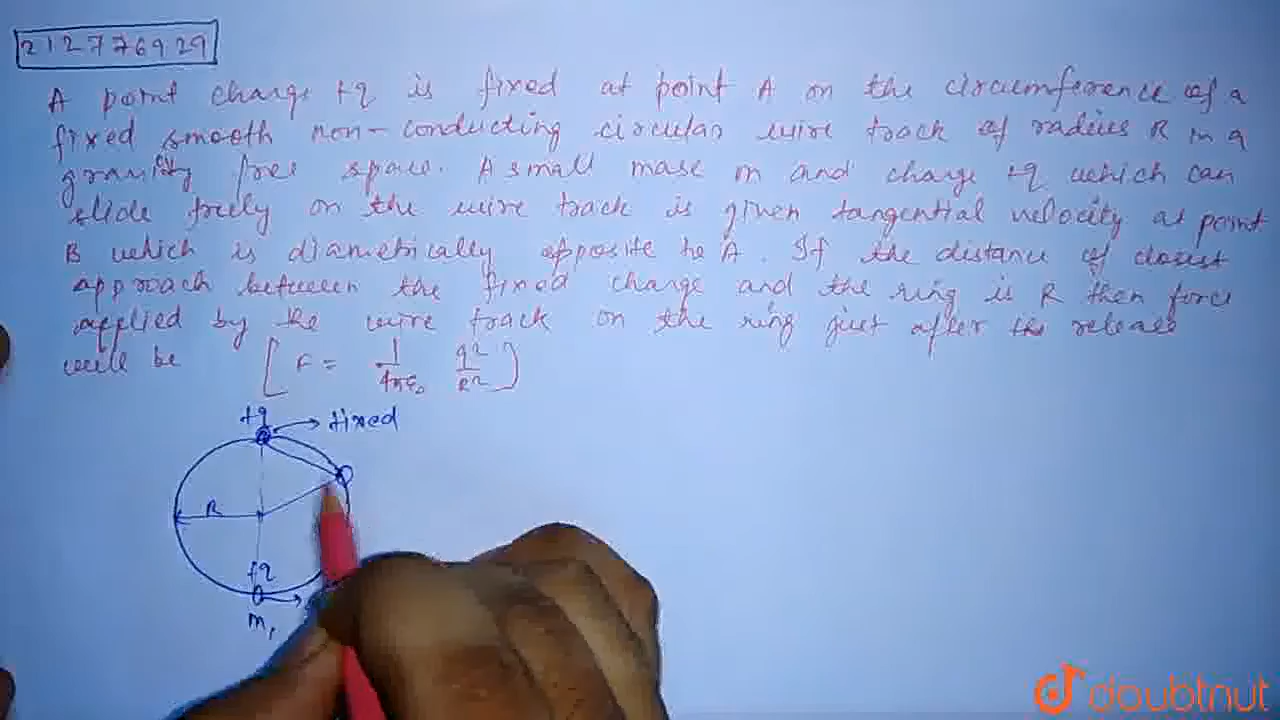 21277 6929
A point charge +q is fixed at point A on the circumference of a
fixed smooth non-conducting circular wire track of radius R in a
gravity free space. A small mass m and charge +q which can
slide freely on the wire track is given tangential velocity at point
B which is diametrically opposite to A. If the distance of closest
approach between the fixed charge and the ring is R then force
applied by the wire track on the ring just after the release
will be [F = 1/4πε₀ q²/R²]
+q → fixed
R
+q
m,
doubtnut